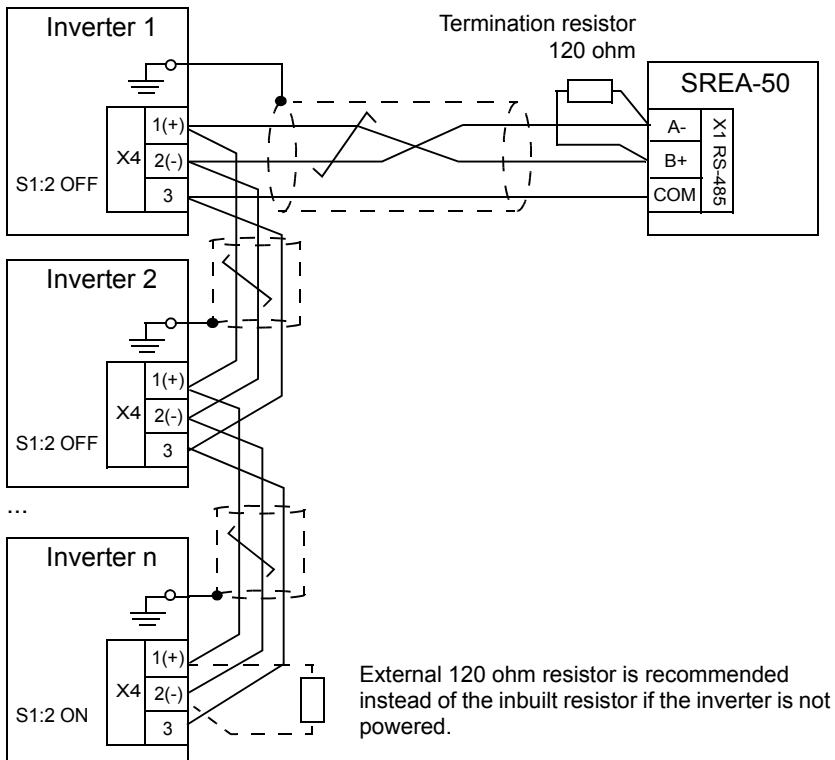 Inverter 1
1(+)
X4
2(-)
3
S1:2 OFF
Termination resistor
120 ohm
SREA-50
A-
B+
COM
X1 RS-485
Inverter 2
1(+)
X4
2(-)
3
S1:2 OFF
...
Inverter n
1(+)
X4
2(-)
3
S1:2 ON
External 120 ohm resistor is recommended
instead of the inbuilt resistor if the inverter is not
powered.